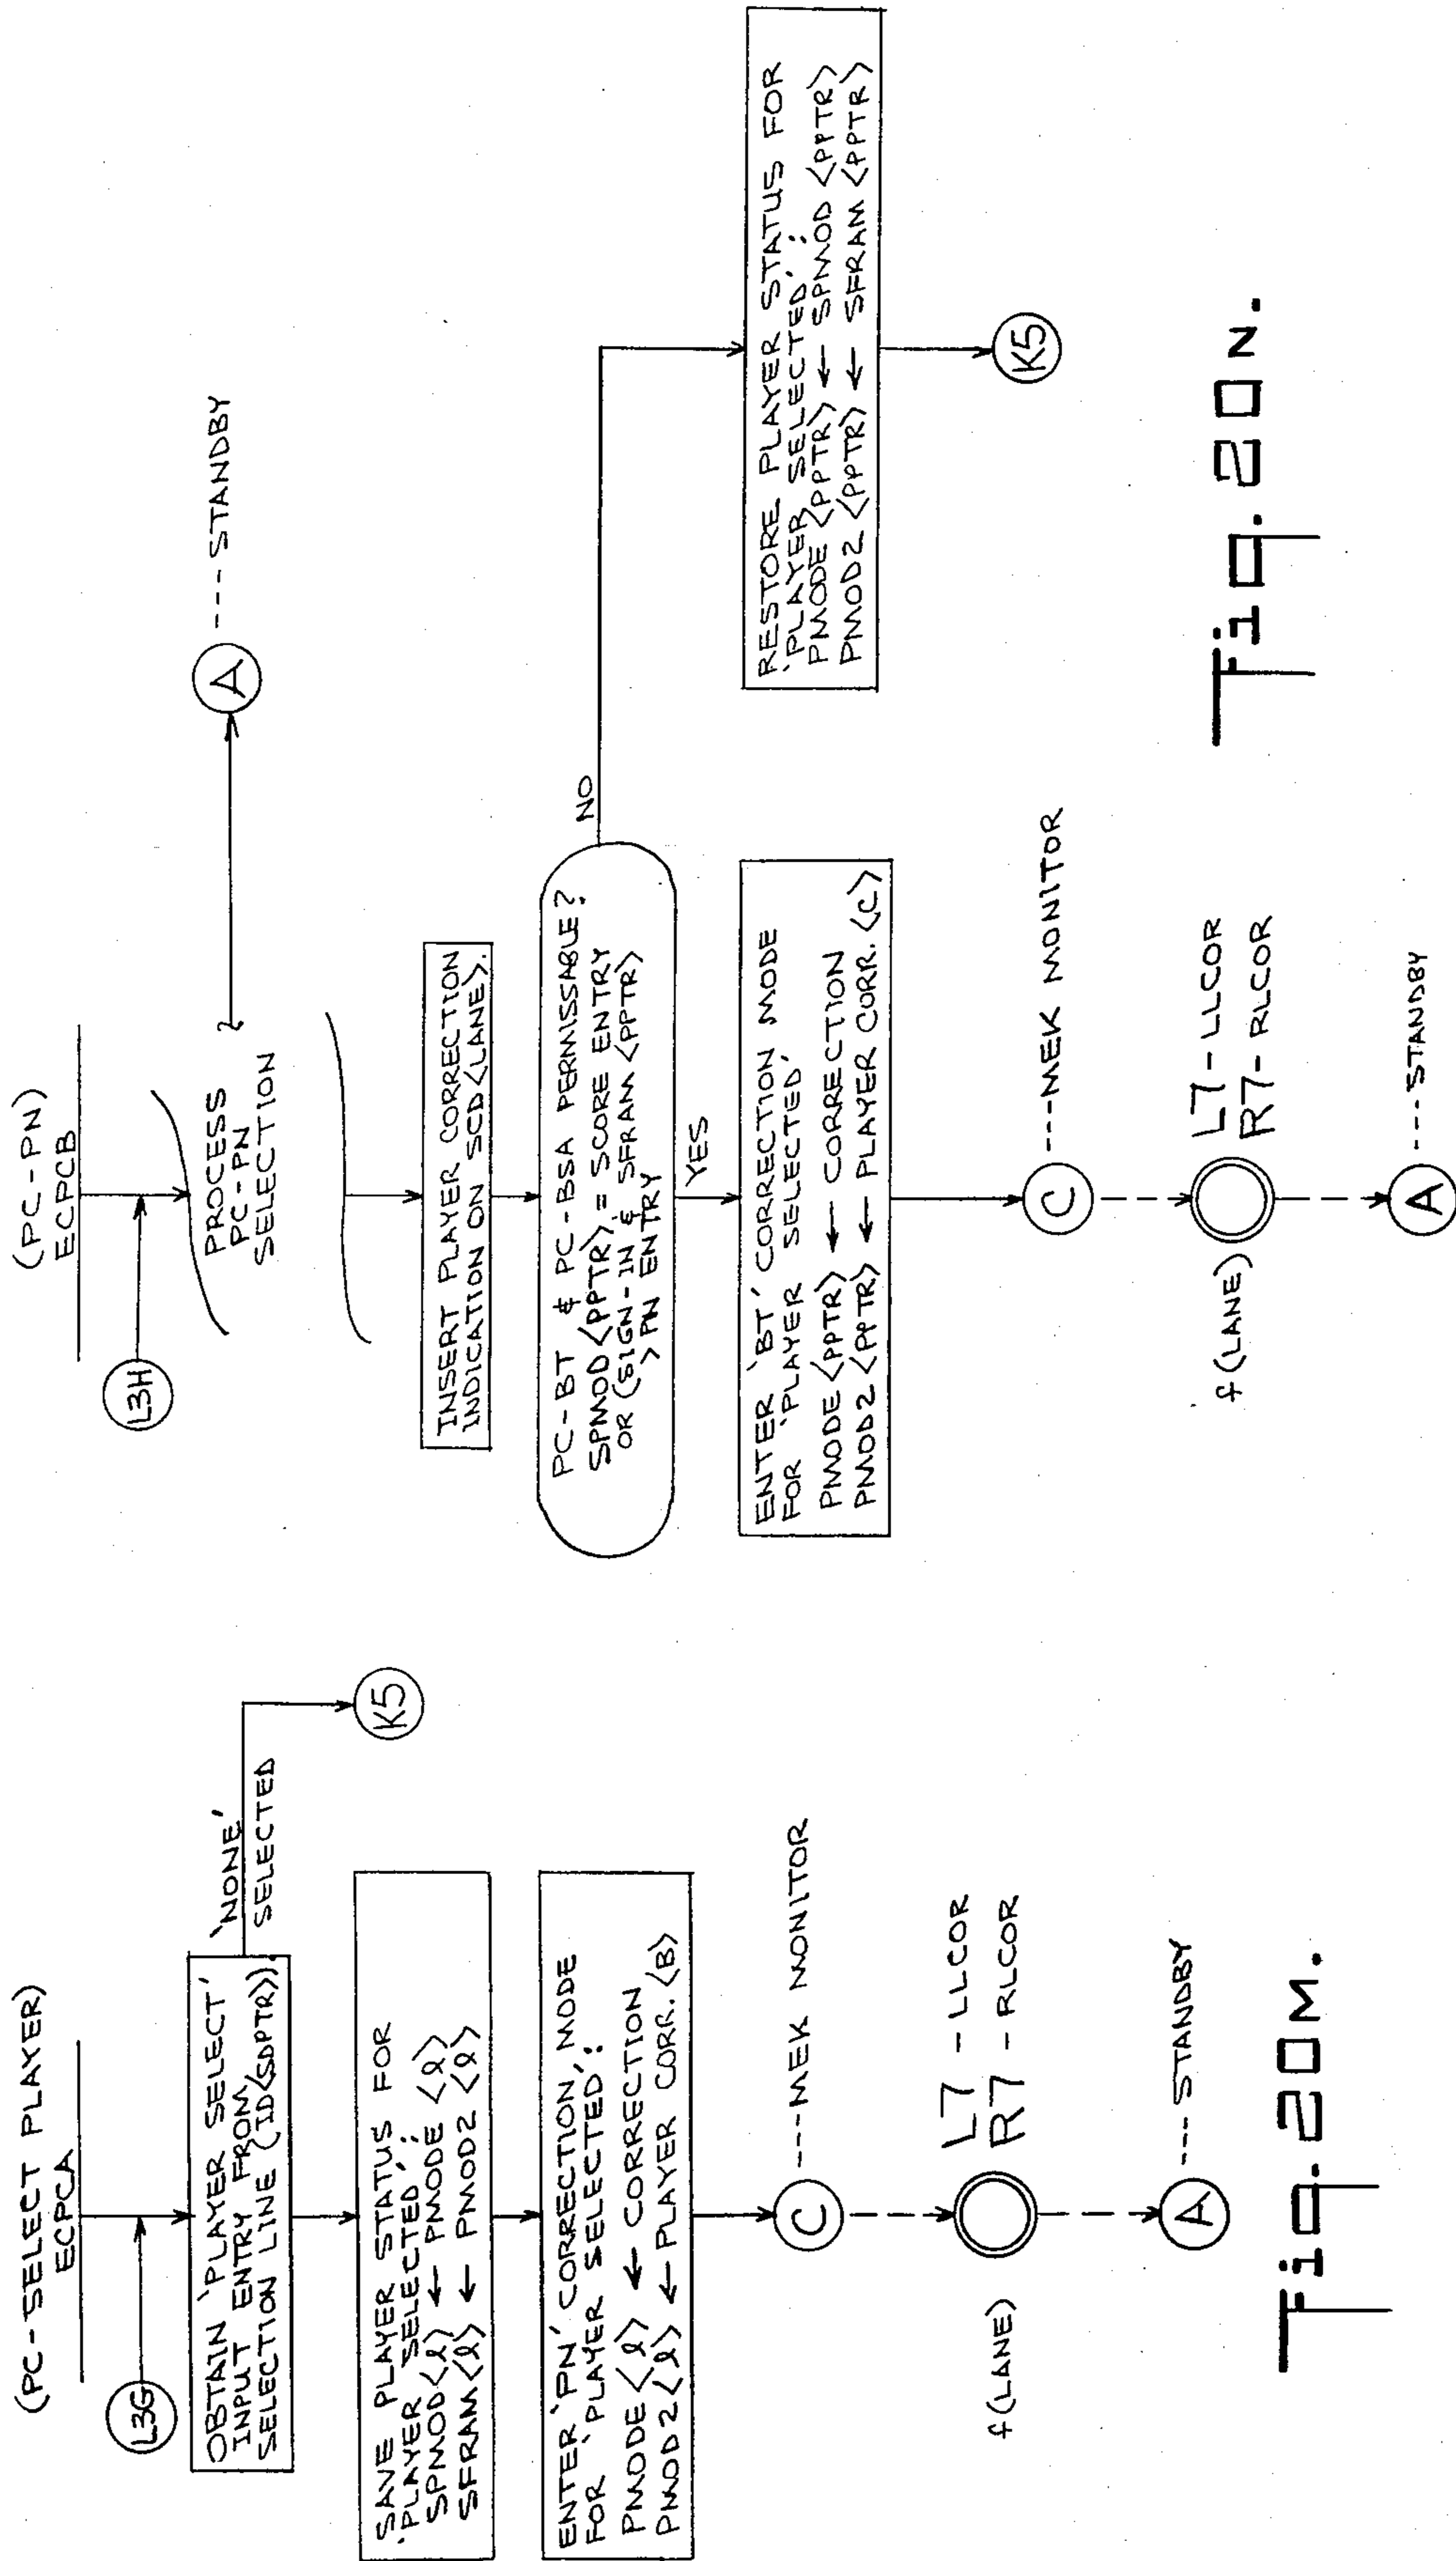 (PC-SELECT PLAYER)
ECPCA
L3G
OBTAIN 'PLAYER SELECT'
INPUT ENTRY FROM
SELECTION LINE (ID<SDPTR>)
'NONE'
SELECTED
K5
SAVE PLAYER STATUS FOR
'PLAYER SELECTED':
SPMOD<l> ← PMODE<l>
SFRAM<l> ← PMOD2<l>
ENTER 'PN' CORRECTION MODE
FOR 'PLAYER SELECTED':
PMODE<l> ← CORRECTION
PMOD2<l> ← PLAYER CORR.<B>
C ---MEK MONITOR
f(LANE)
L7 - LLCOR
R7 - RLCOR
A ---STANDBY
Fig. 20M.
(PC-PN)
ECPCB
L3H
PROCESS
PC-PN
SELECTION
A ---STANDBY
INSERT PLAYER CORRECTION
INDICATION ON SCD<LANE>.
PC-BT & PC-BSA PERMISSABLE?
SPMOD<PPTR> = SCORE ENTRY
OR (SIGN-IN & SFRAM<PPTR>
> PN ENTRY
NO
YES
ENTER 'BT' CORRECTION MODE
FOR 'PLAYER SELECTED'
PMODE<PPTR> ← CORRECTION
PMOD2<PPTR> ← PLAYER CORR.<C>
RESTORE PLAYER STATUS FOR
'PLAYER SELECTED':
PMODE<PPTR> ← SPMOD<PPTR>
PMOD2<PPTR> ← SFRAM<PPTR>
K5
C ---MEK MONITOR
f(LANE)
L7 - LLCOR
R7 - RLCOR
A ---STANDBY
Fig. 20N.